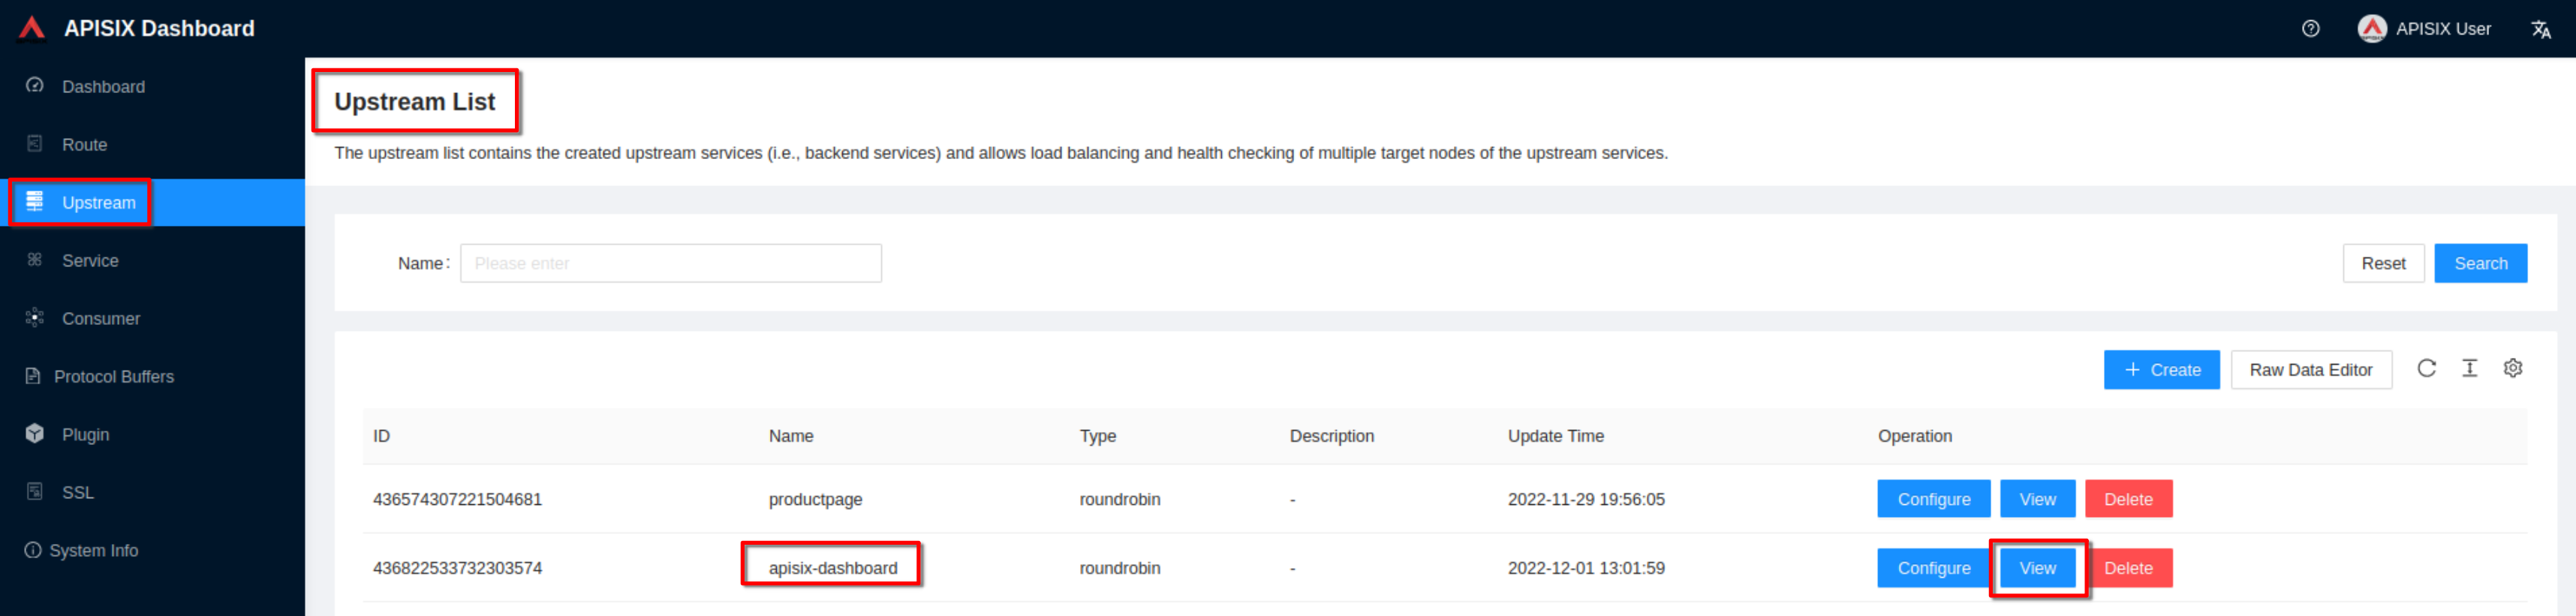 APISIX Dashboard
APISIX User
Dashboard
Route
Upstream
Service
Consumer
Protocol Buffers
Plugin
SSL
System Info
Upstream List
The upstream list contains the created upstream services (i.e., backend services) and allows load balancing and health checking of multiple target nodes of the upstream services.
Name: Please enter Reset Search
+ Create Raw Data Editor
ID Name Type Description Update Time Operation
436574307221504681 productpage roundrobin - 2022-11-29 19:56:05 Configure View Delete
436822533732303574 apisix-dashboard roundrobin - 2022-12-01 13:01:59 Configure View Delete